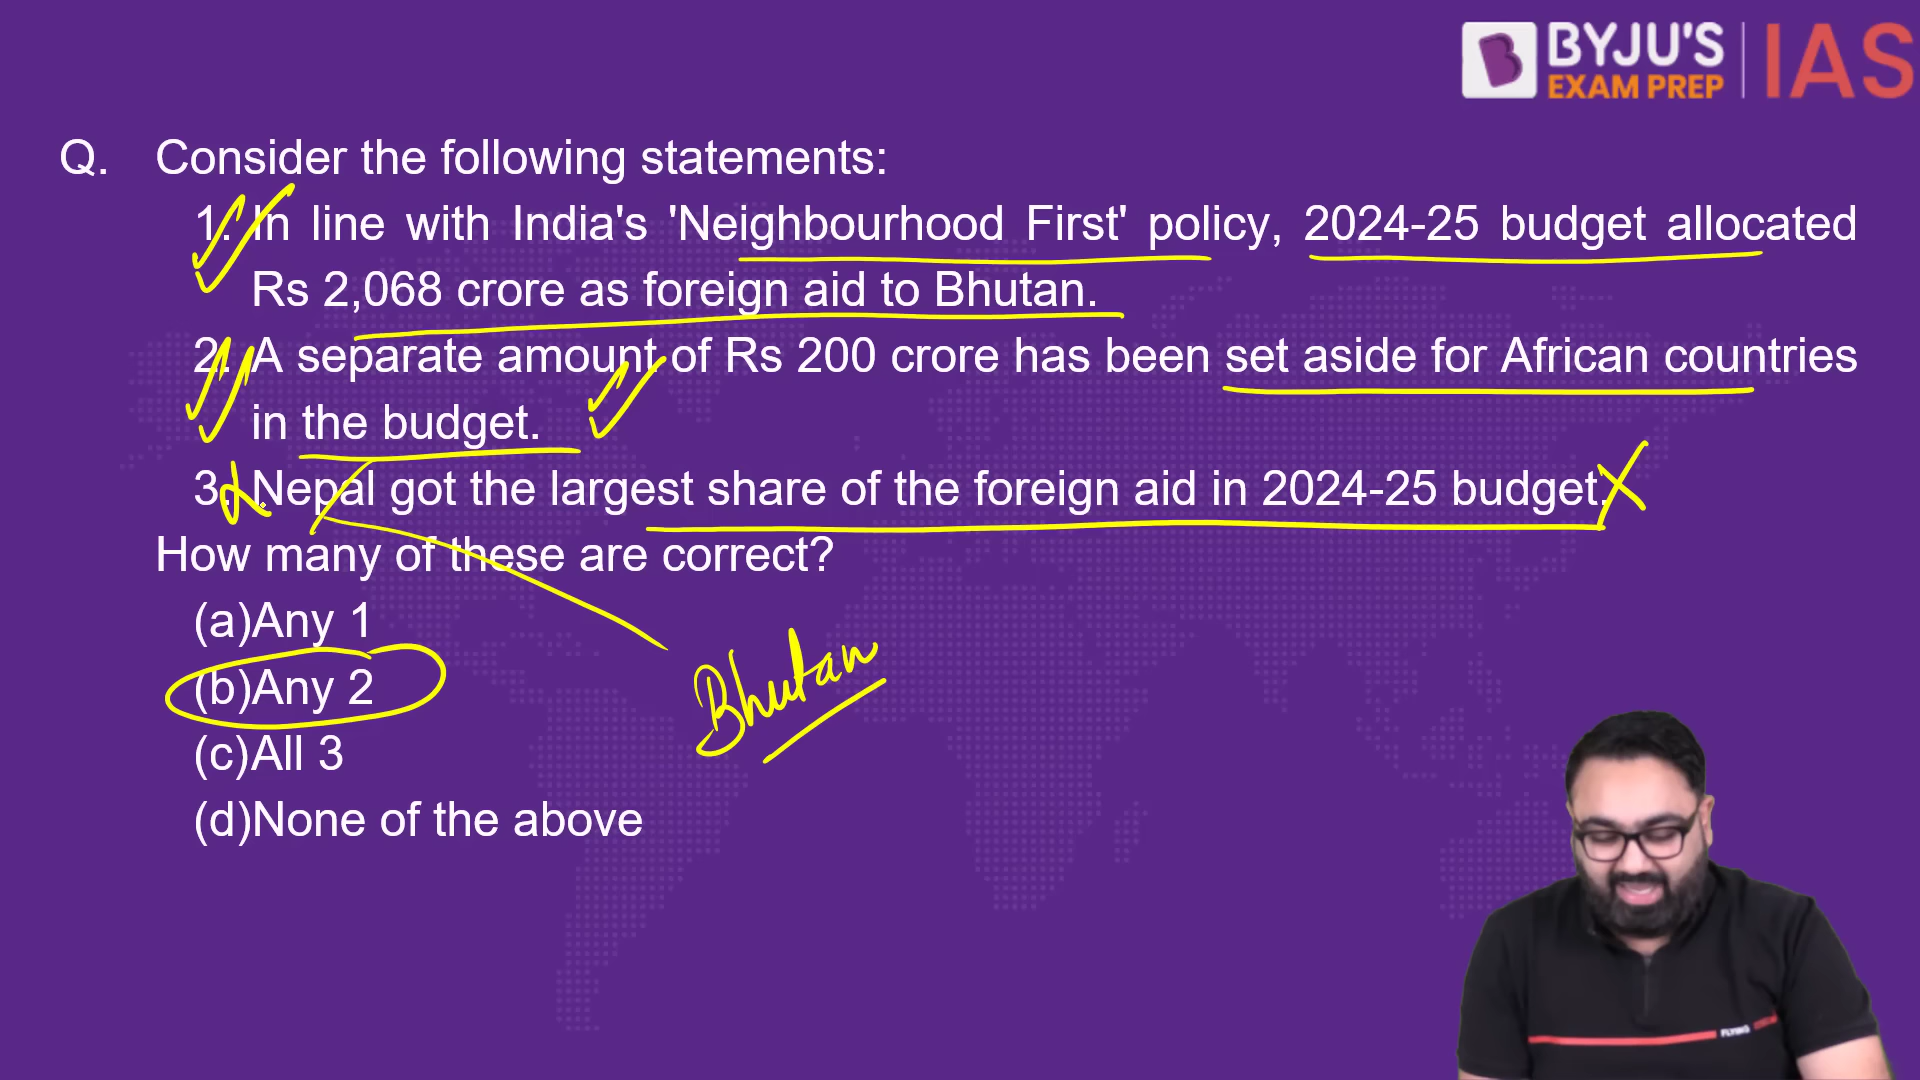 BYJU'S
EXAM PREP
IAS
Q. Consider the following statements:
1. In line with India's 'Neighbourhood First' policy, 2024-25 budget allocated
Rs 2,068 crore as foreign aid to Bhutan.
2. A separate amount of Rs 200 crore has been set aside for African countries
in the budget.
3. Nepal got the largest share of the foreign aid in 2024-25 budget.
How many of these are correct?
(a)Any 1
(b)Any 2
Bhutan
(c)All 3
(d)None of the above
FLYING